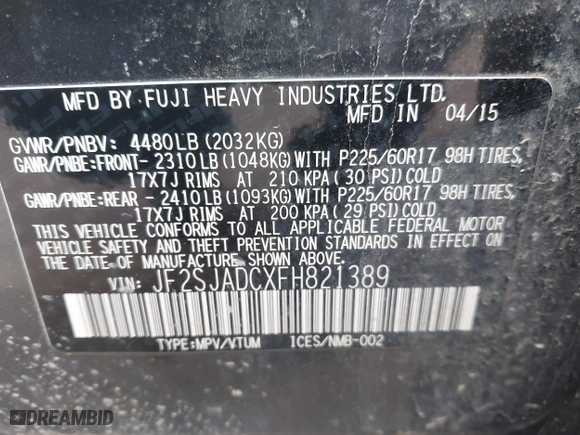 MFD BY FUJI HEAVY INDUSTRIES LTD.
MFD IN 04/15
GVWR/PNBV: 4480LB(2032KG)
GAWR/PNBE:FRONT- 2310LB(1048KG)WITH P225/60R17 98H TIRES,
17X7J RIMS AT 210 KPA(30 PSI)COLD
GAWR/PNBE:REAR - 2410LB(1093KG)WITH P225/60R17 98H TIRES,
17X7J RIMS AT 200 KPA(29 PSI)COLD
THIS VEHICLE CONFORMS TO ALL APPLICABLE FEDERAL MOTOR
VEHICLE SAFETY AND THEFT PREVENTION STANDARDS IN EFFECT ON
THE DATE OF MANUFACTURE SHOWN ABOVE.
VIN: JF2SJADCXFH821389
TYPE:MPV/VTUM ICES/NMB-002
DREAMBID